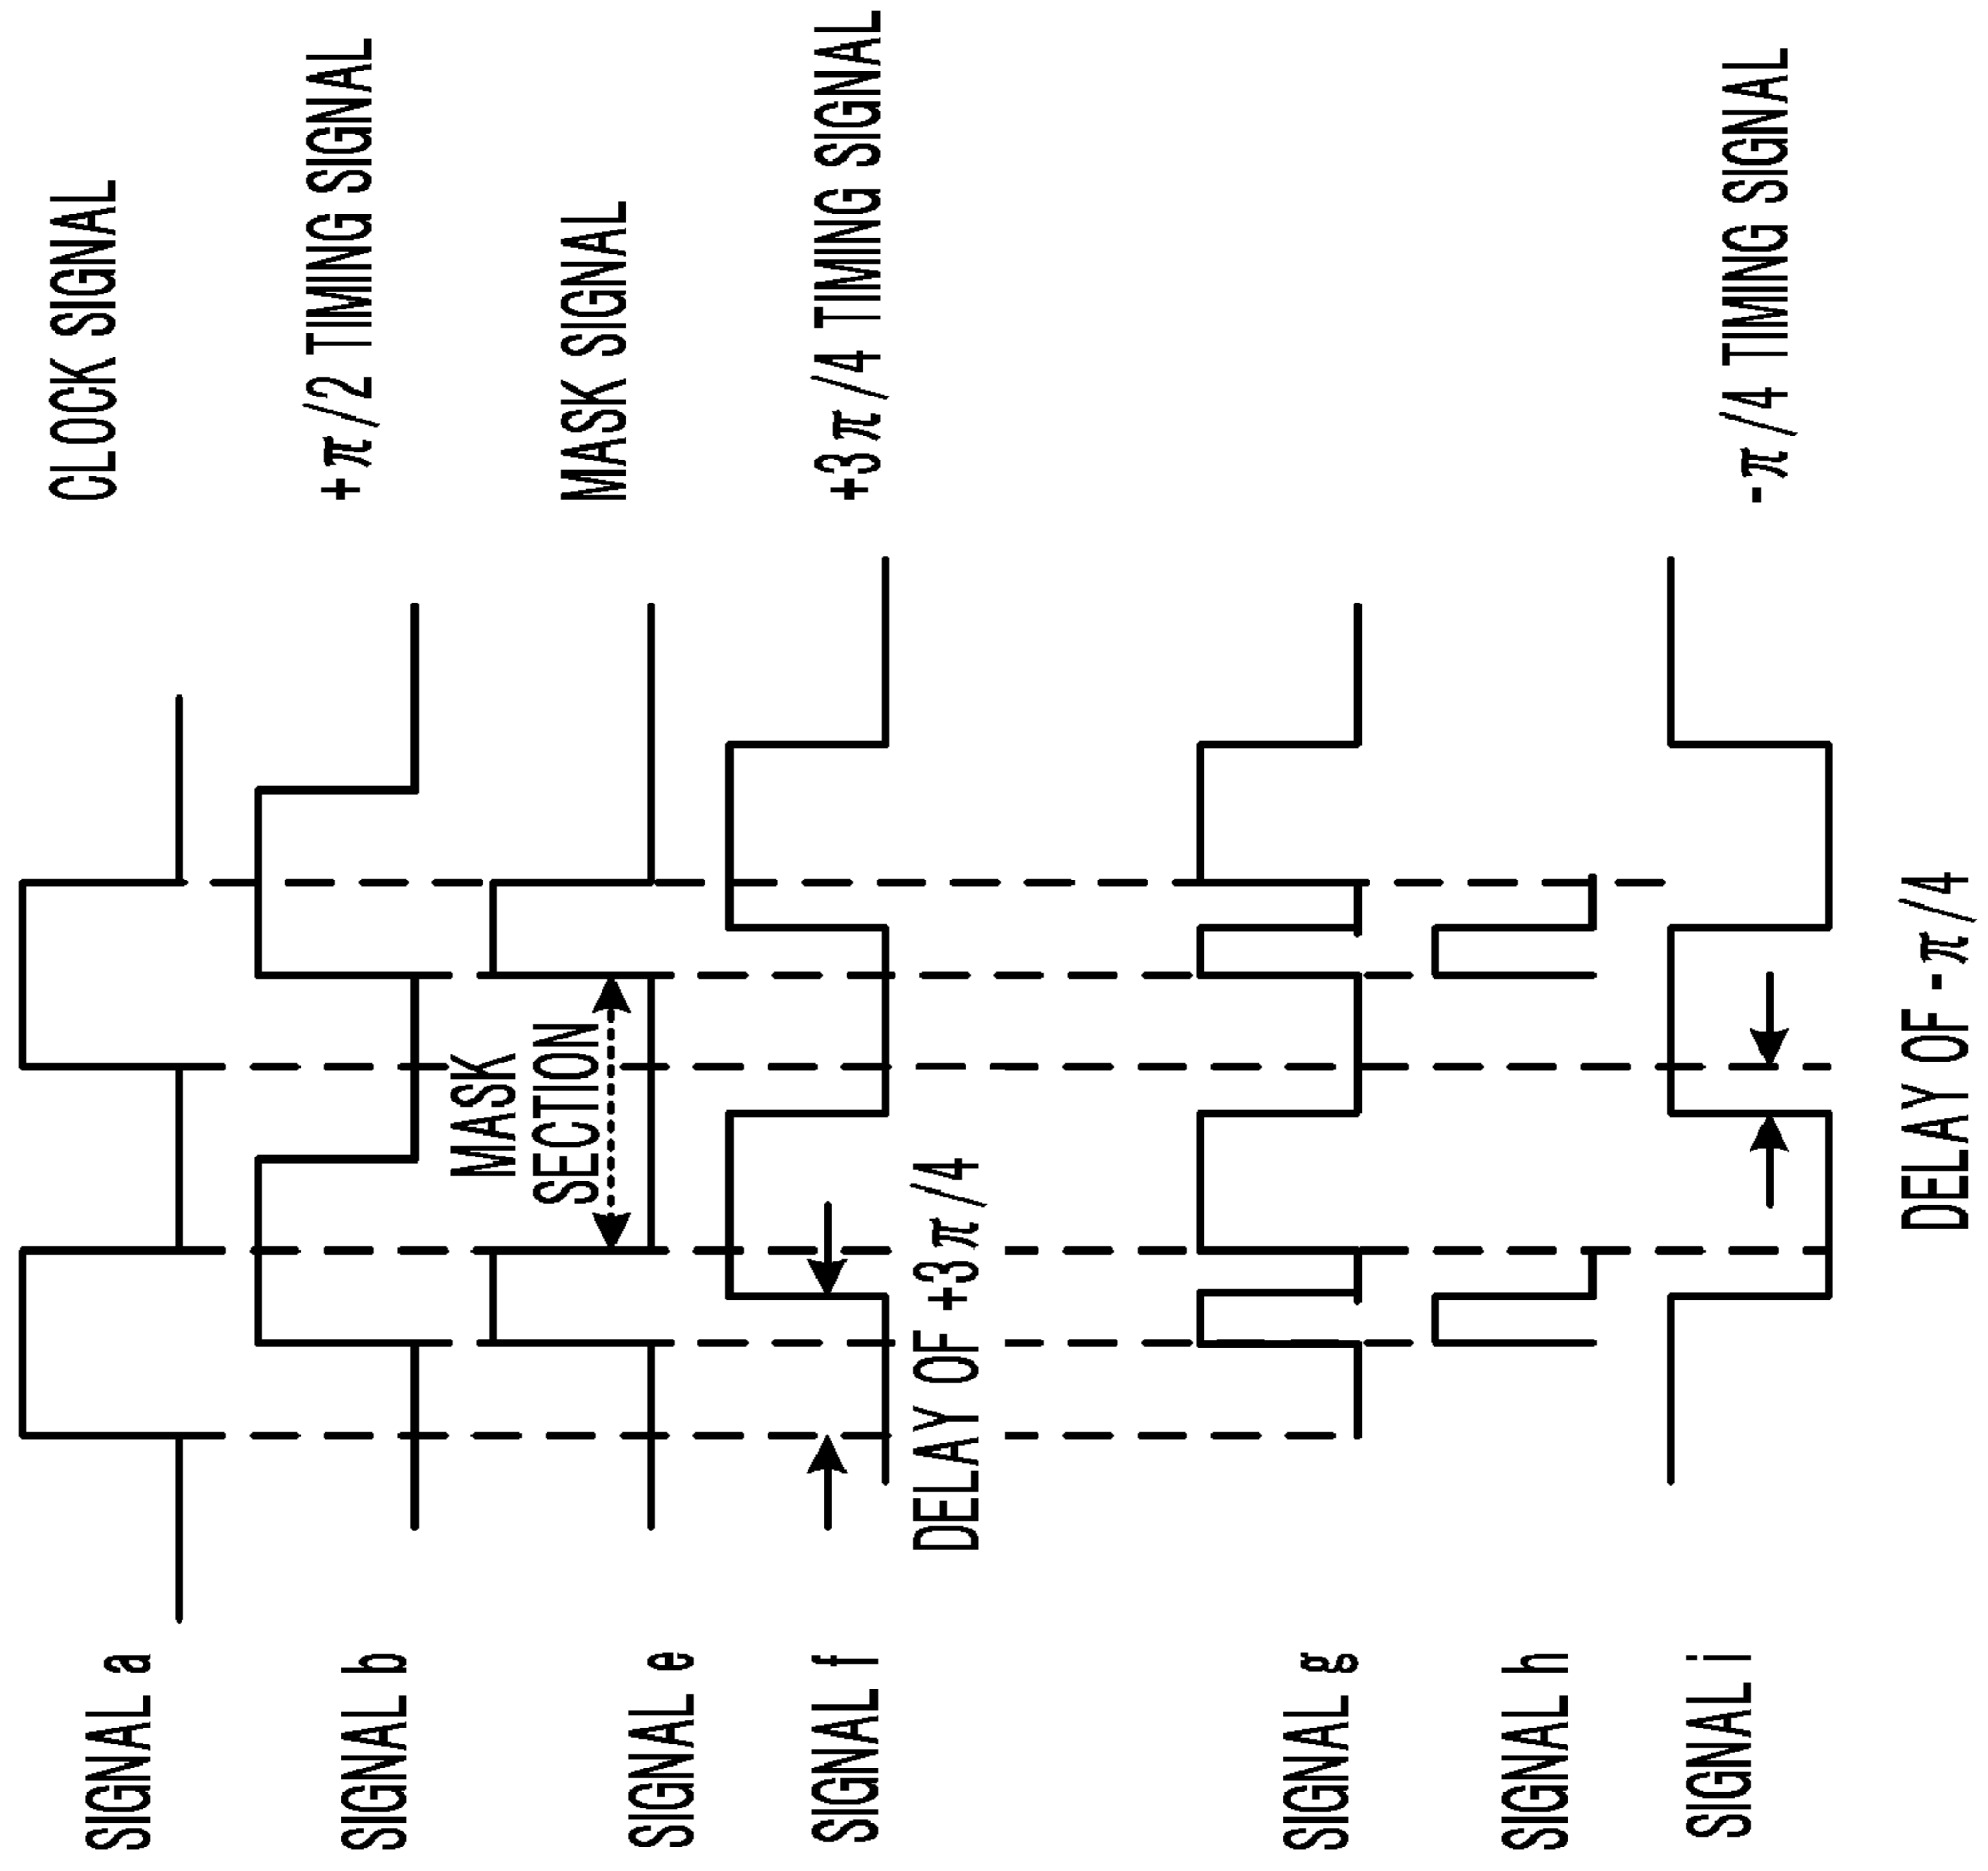 SIGNAL a
CLOCK SIGNAL
SIGNAL b
+π/2 TIMING SIGNAL
MASK
SECTION
SIGNAL e
MASK SIGNAL
SIGNAL f
+3π/4 TIMING SIGNAL
DELAY OF +3π/4
SIGNAL g
SIGNAL h
SIGNAL i
-π/4 TIMING SIGNAL
DELAY OF -π/4